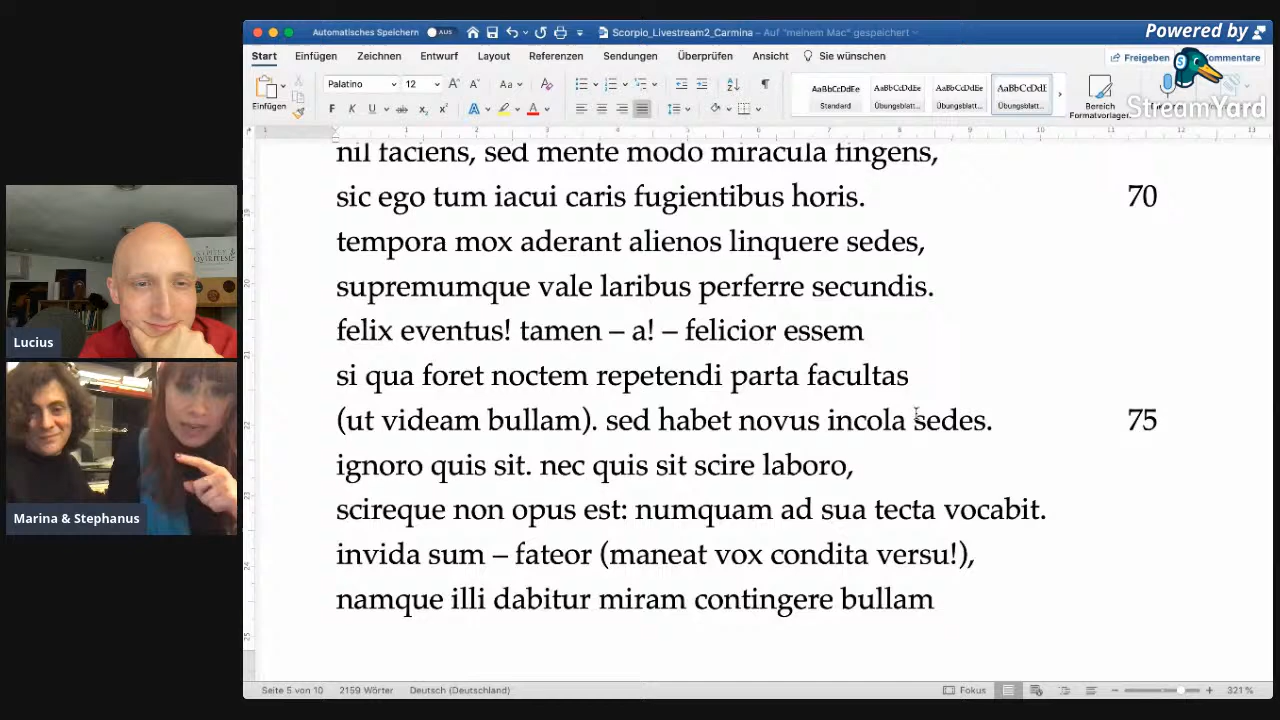 Automatisches Speichern AUS Scorpio_Livestream2_Carmina – Auf "meinem Mac" gespeichert
Powered by
StreamYard
Start Einfügen Zeichnen Entwurf Layout Referenzen Sendungen Überprüfen Ansicht Sie wünschen Freigeben Kommentare
Einfügen Palatino 12 Aa
F K U ab x₂ x² A A
AaBbCcDdEe AaBbCcDdEe AaBbCcDdEe AaBbCcDdE
Standard Übungsblatt... Übungsblatt... Übungsblatt...
Bereich
Formatvorlagen
nil faciens, sed mente modo miracula fingens,
sic ego tum iacui caris fugientibus horis. 70
tempora mox aderant alienos linquere sedes,
supremumque vale laribus perferre secundis.
felix eventus! tamen – a! – felicior essem
si qua foret noctem repetendi parta facultas
(ut videam bullam). sed habet novus incola sedes. 75
ignoro quis sit. nec quis sit scire laboro,
scireque non opus est: numquam ad sua tecta vocabit.
invida sum – fateor (maneat vox condita versu!),
namque illi dabitur miram contingere bullam
Lucius
Marina & Stephanus
Seite 5 von 10 2159 Wörter Deutsch (Deutschland) Fokus 321 %